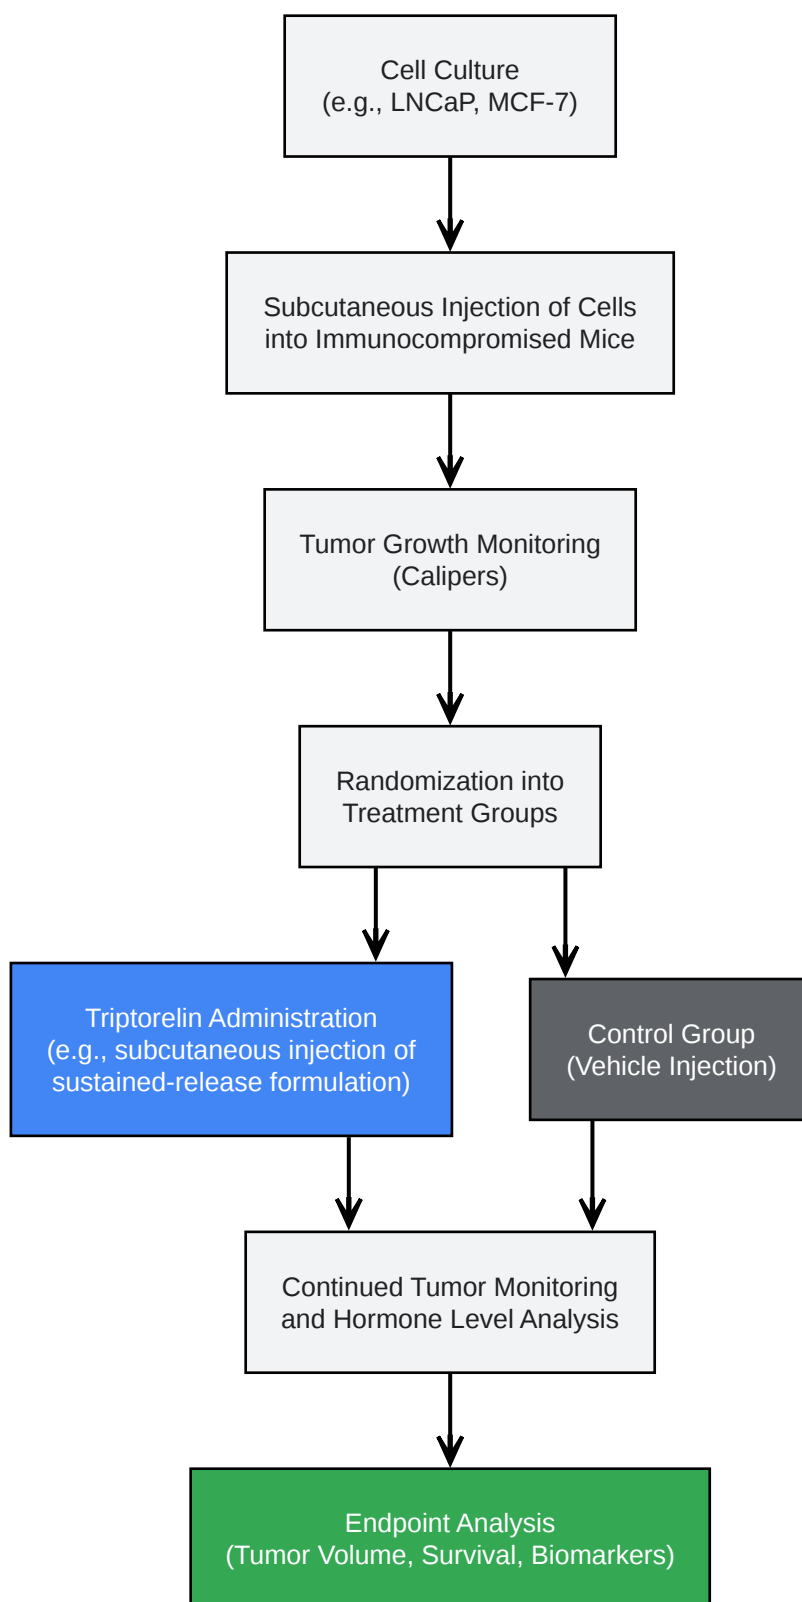 Cell Culture
(e.g., LNCaP, MCF-7)
Subcutaneous Injection of Cells
into Immunocompromised Mice
Tumor Growth Monitoring
(Calipers)
Randomization into
Treatment Groups
Triptorelin Administration
(e.g., subcutaneous injection of
sustained-release formulation)
Control Group
(Vehicle Injection)
Continued Tumor Monitoring
and Hormone Level Analysis
Endpoint Analysis
(Tumor Volume, Survival, Biomarkers)